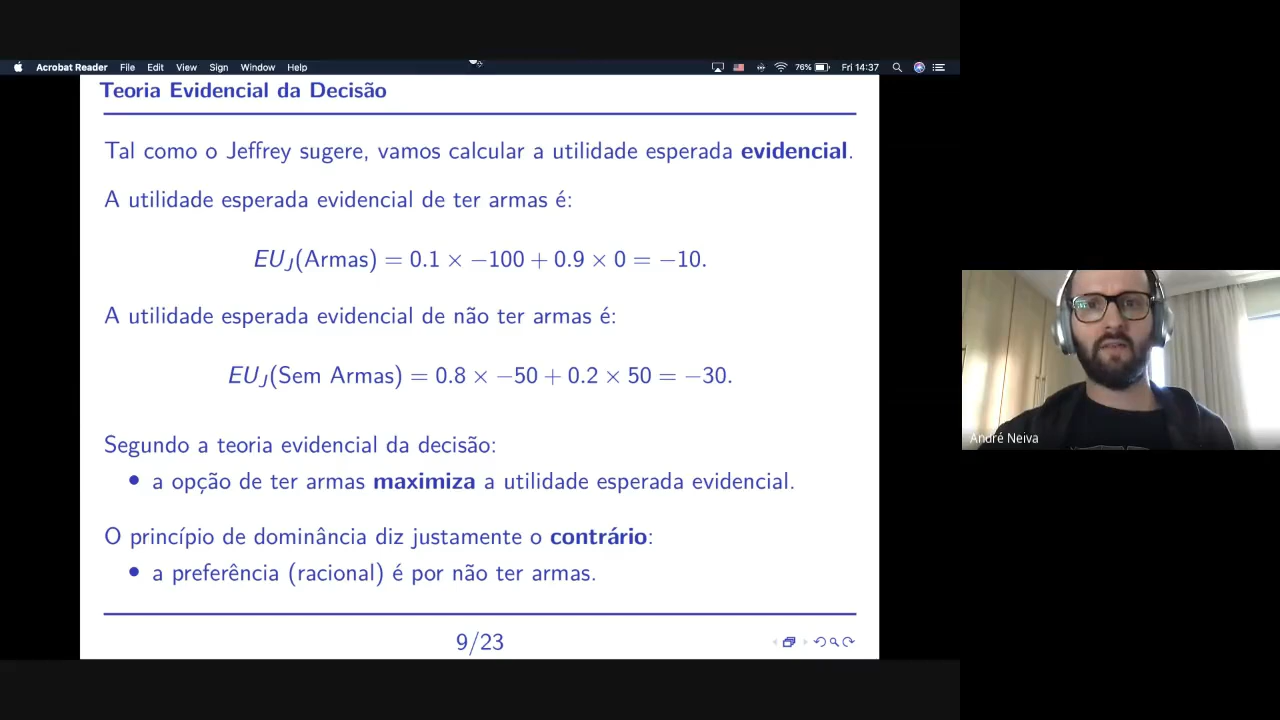 Acrobat Reader File Edit View Sign Window Help 76% Fri 14:37
Teoria Evidencial da Decisão
Tal como o Jeffrey sugere, vamos calcular a utilidade esperada evidencial.
A utilidade esperada evidencial de ter armas é:
EU_J(Armas) = 0.1 × −100 + 0.9 × 0 = −10.
A utilidade esperada evidencial de não ter armas é:
EU_J(Sem Armas) = 0.8 × −50 + 0.2 × 50 = −30.
Segundo a teoria evidencial da decisão:
• a opção de ter armas maximiza a utilidade esperada evidencial.
O princípio de dominância diz justamente o contrário:
• a preferência (racional) é por não ter armas.
9/23
André Neiva